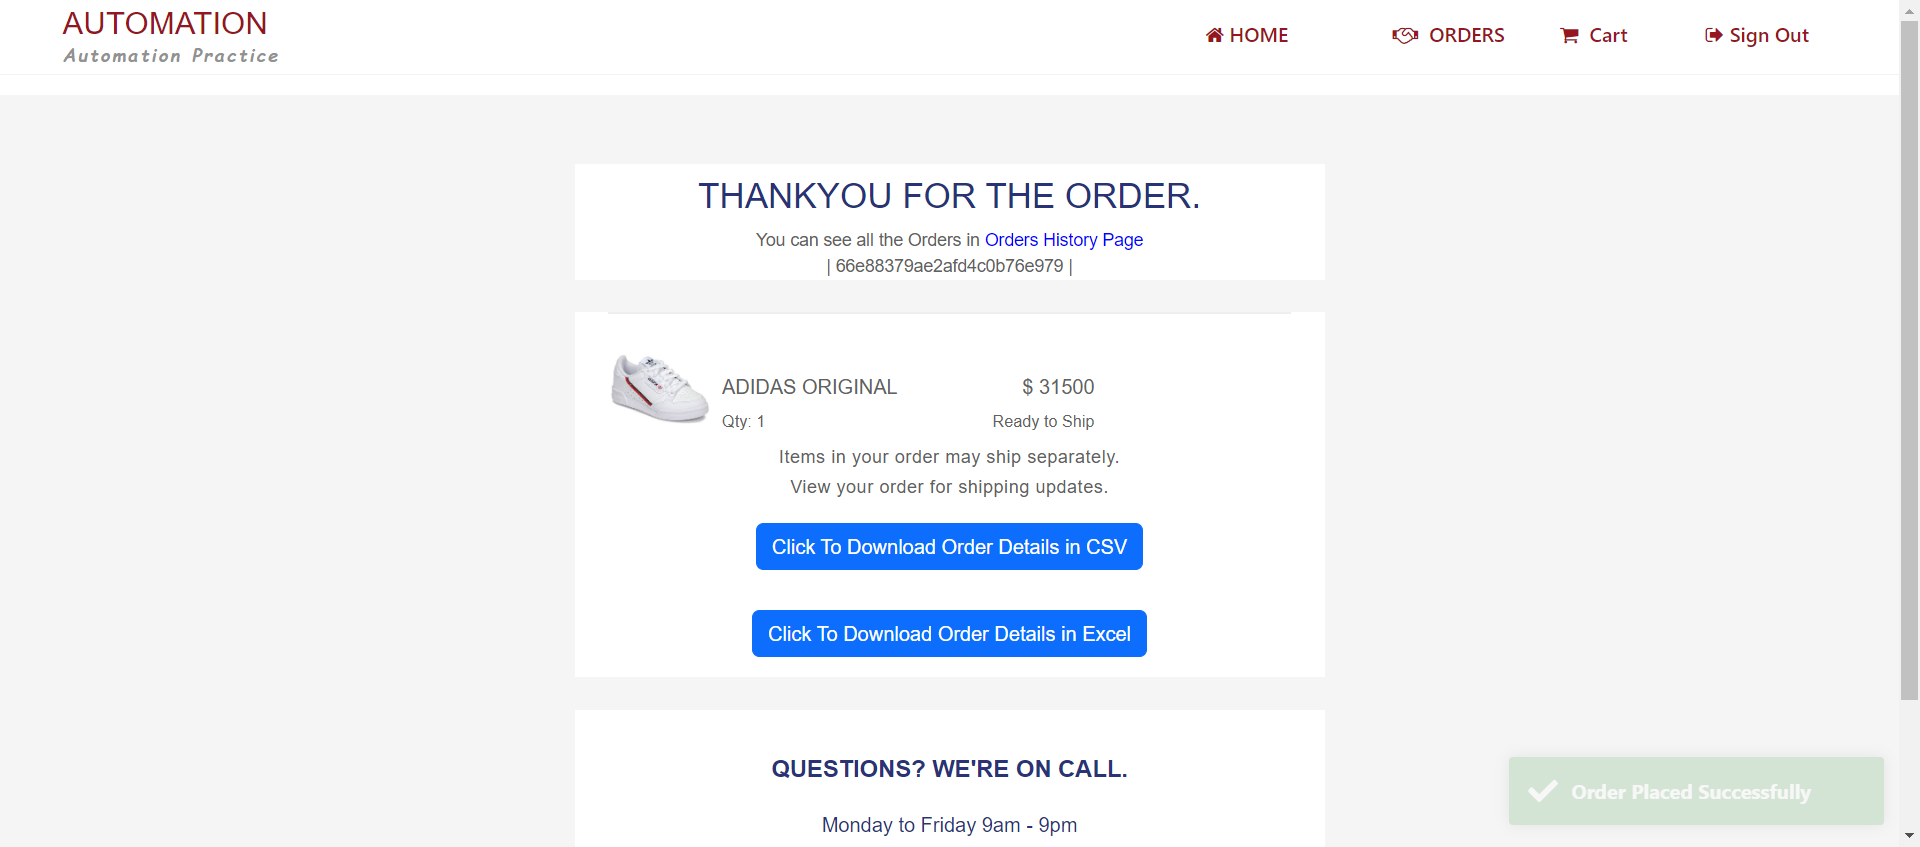 AUTOMATION
Automation Practice
HOME
ORDERS
Cart
Sign Out
THANKYOU FOR THE ORDER.
You can see all the Orders in Orders History Page
| 66e88379ae2afd4c0b76e979 |
ADIDAS ORIGINAL
$ 31500
Qty: 1
Ready to Ship
Items in your order may ship separately.
View your order for shipping updates.
Click To Download Order Details in CSV
Click To Download Order Details in Excel
QUESTIONS? WE'RE ON CALL.
Monday to Friday 9am - 9pm
Order Placed Successfully